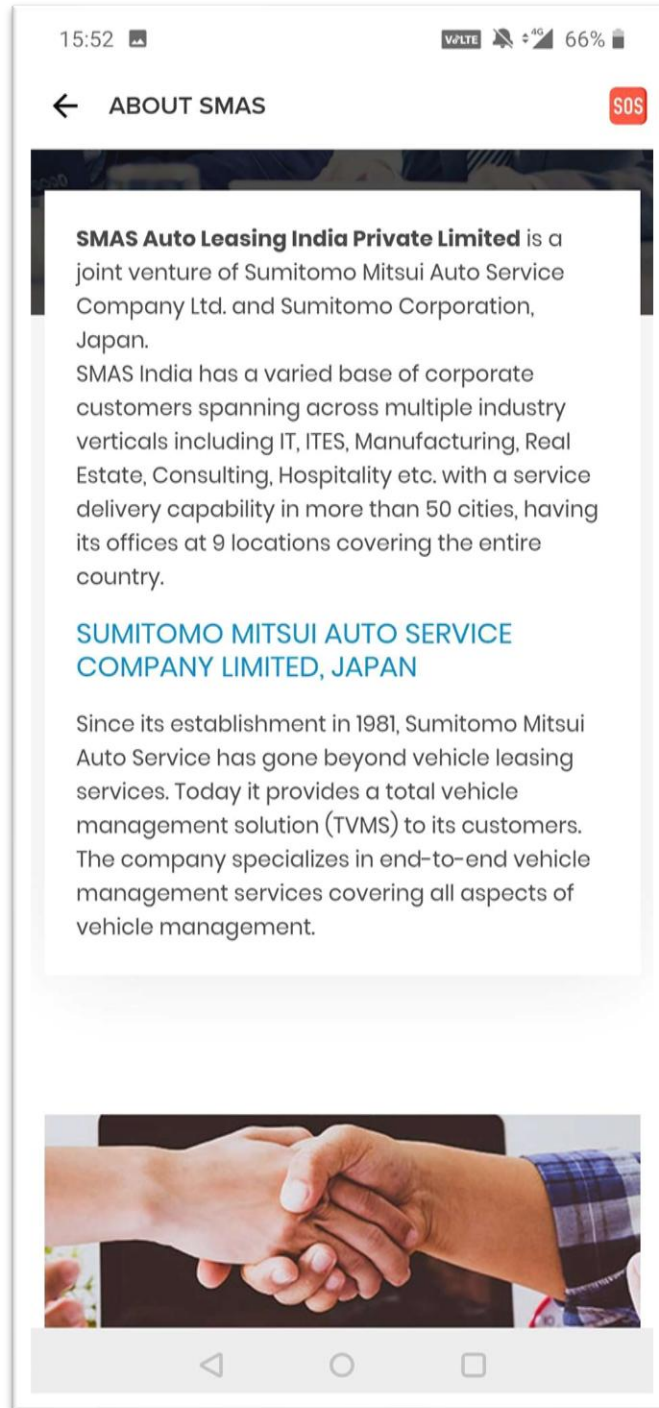 15:52
VoLTE 4G 66%
ABOUT SMAS
SOS
SMAS Auto Leasing India Private Limited is a
joint venture of Sumitomo Mitsui Auto Service
Company Ltd. and Sumitomo Corporation,
Japan.
SMAS India has a varied base of corporate
customers spanning across multiple industry
verticals including IT, ITES, Manufacturing, Real
Estate, Consulting, Hospitality etc. with a service
delivery capability in more than 50 cities, having
its offices at 9 locations covering the entire
country.
SUMITOMO MITSUI AUTO SERVICE
COMPANY LIMITED, JAPAN
Since its establishment in 1981, Sumitomo Mitsui
Auto Service has gone beyond vehicle leasing
services. Today it provides a total vehicle
management solution (TVMS) to its customers.
The company specializes in end-to-end vehicle
management services covering all aspects of
vehicle management.